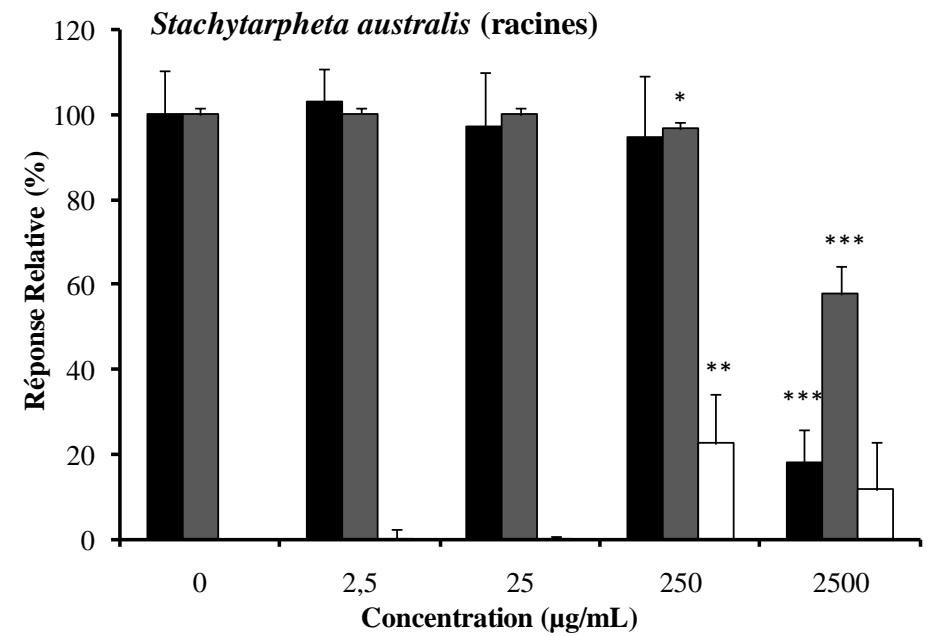 Stachytarpheta australis (racines)
Réponse Relative (%)
120
100
80
60
40
20
0
*
**
***
***
0 2,5 25 250 2500
Concentration (µg/mL)